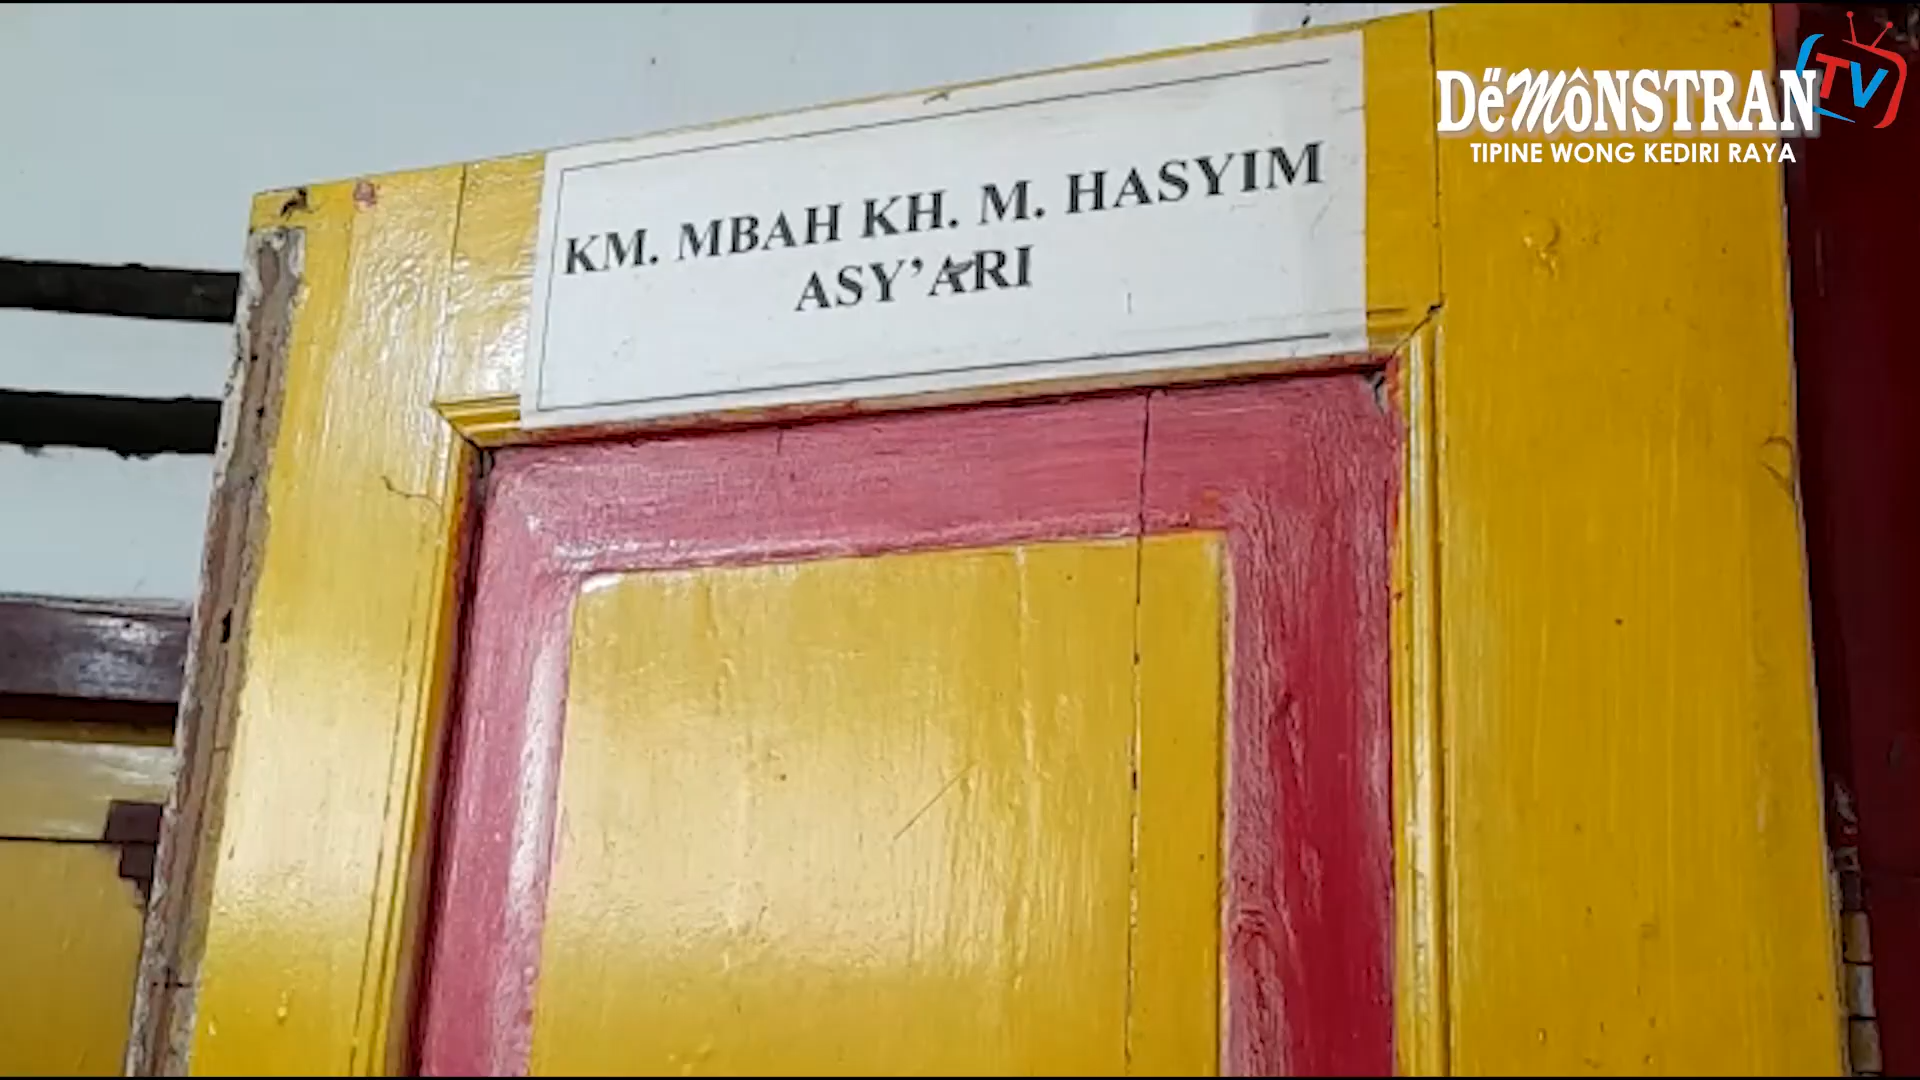 KM. MBAH KH. M. HASYIM
ASY'ARI
DëmôNSTRAN TV
TIPINE WONG KEDIRI RAYA